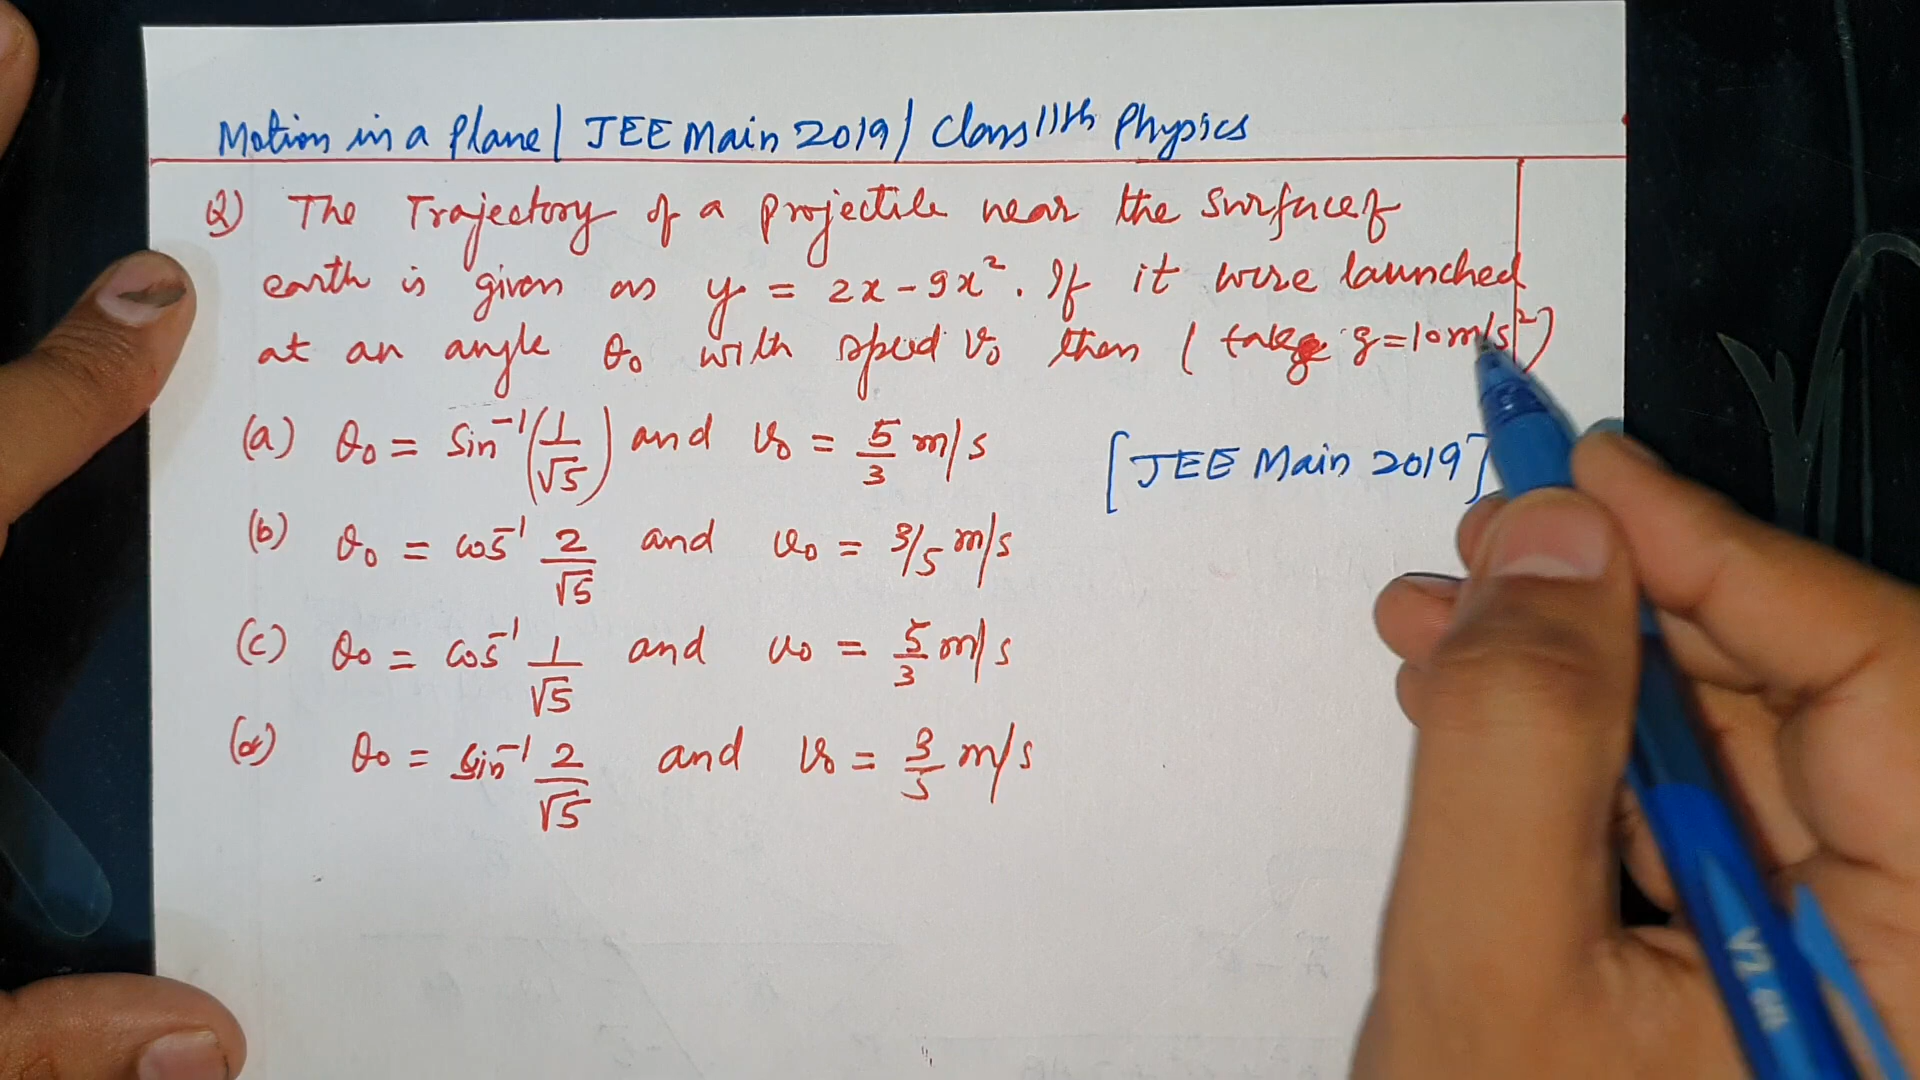 Motion in a Plane / JEE Main 2019 / Class 11th Physics
Q) The Trajectory of a projectile near the surface of
earth is given as y = 2x - 9x². If it were launched
at an angle θ₀ with speed v₀ then ( take g = 10 m/s² )
(a) θ₀ = sin⁻¹(1/√5) and v₀ = 5/3 m/s
[JEE Main 2019]
(b) θ₀ = cos⁻¹ 2/√5 and v₀ = 3/5 m/s
(c) θ₀ = cos⁻¹ 1/√5 and v₀ = 5/3 m/s
(d) θ₀ = sin⁻¹ 2/√5 and v₀ = 3/5 m/s